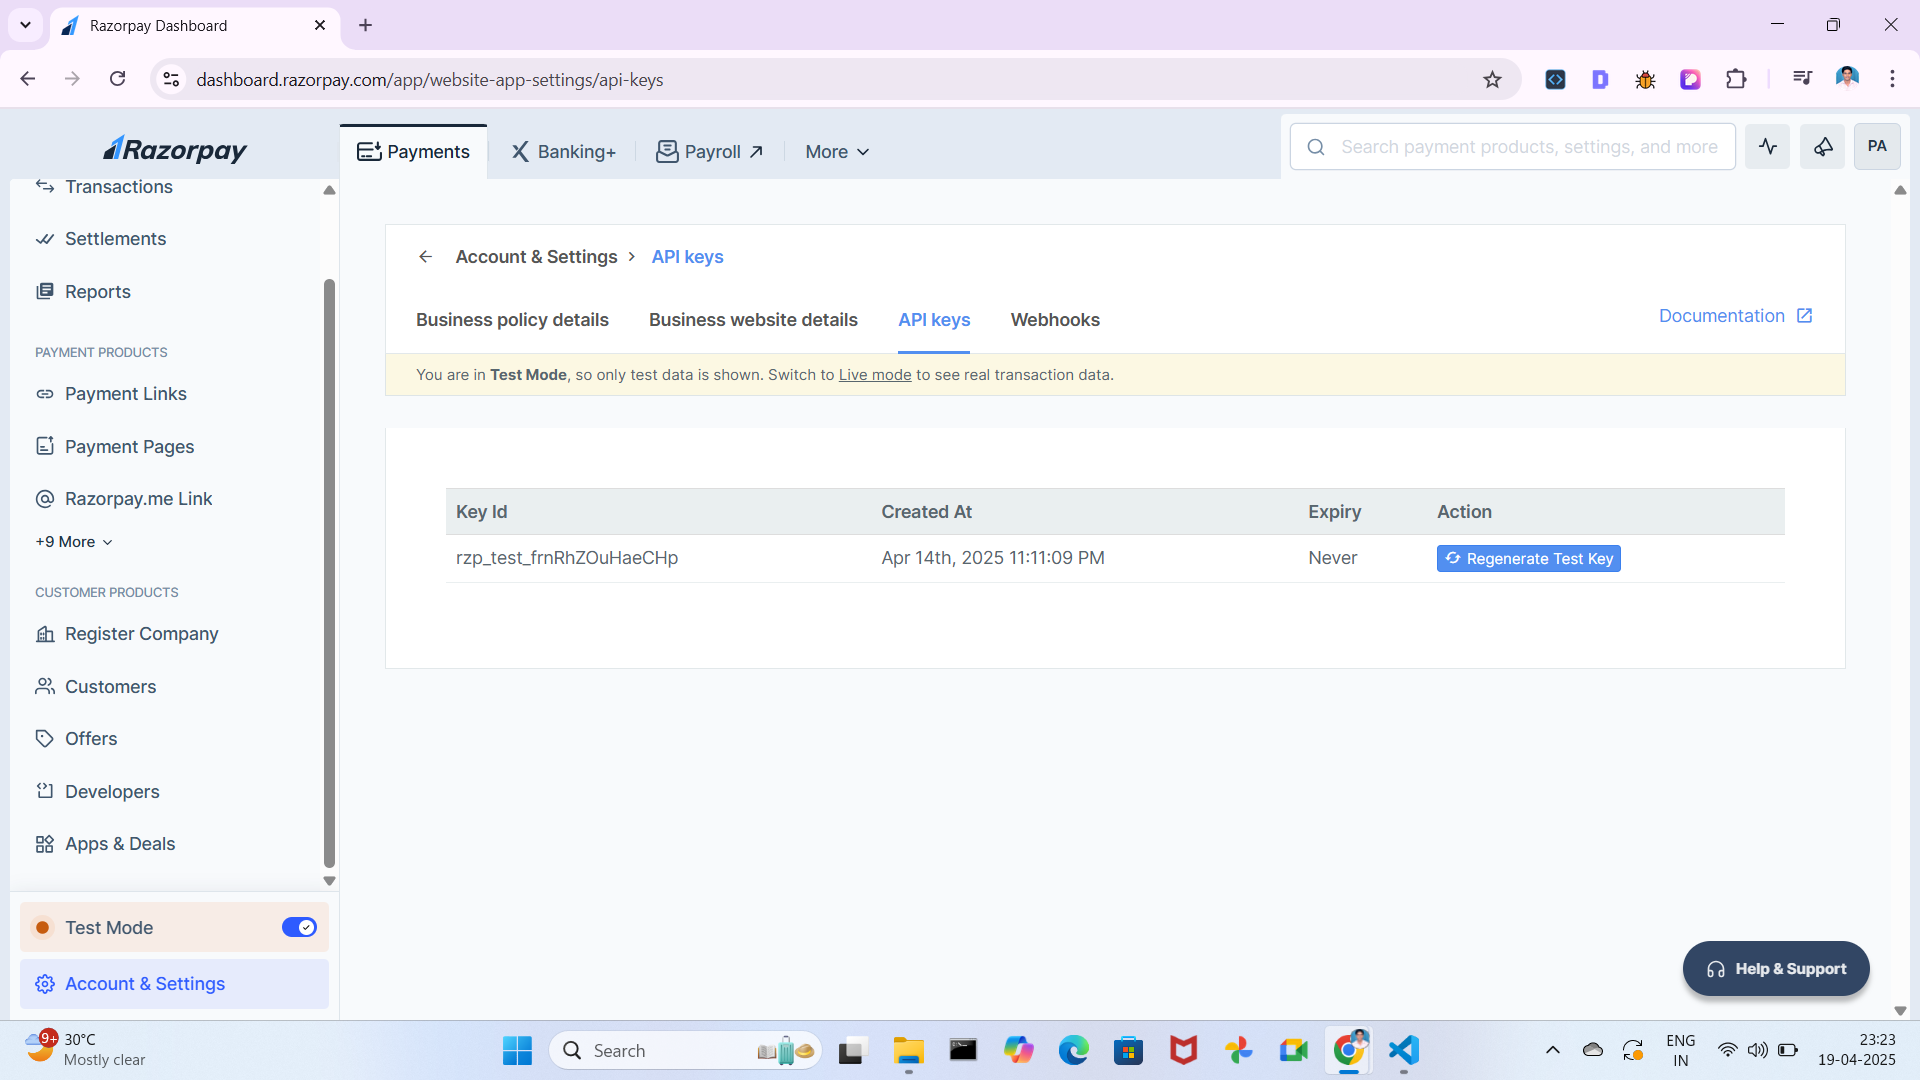 Razorpay Dashboard
dashboard.razorpay.com/app/website-app-settings/api-keys
Razorpay
Payments
Banking+
Payroll
More
Search payment products, settings, and more
PA
Transactions
Settlements
Reports
PAYMENT PRODUCTS
Payment Links
Payment Pages
Razorpay.me Link
+9 More
CUSTOMER PRODUCTS
Register Company
Customers
Offers
Developers
Apps & Deals
Test Mode
Account & Settings
Account & Settings > API keys
Business policy details
Business website details
API keys
Webhooks
Documentation
You are in Test Mode, so only test data is shown. Switch to Live mode to see real transaction data.
Key Id Created At Expiry Action
rzp_test_frnRhZOuHaeCHp Apr 14th, 2025 11:11:09 PM Never Regenerate Test Key
Help & Support
9+
30°C
Mostly clear
Search
ENG
IN
23:23
19-04-2025